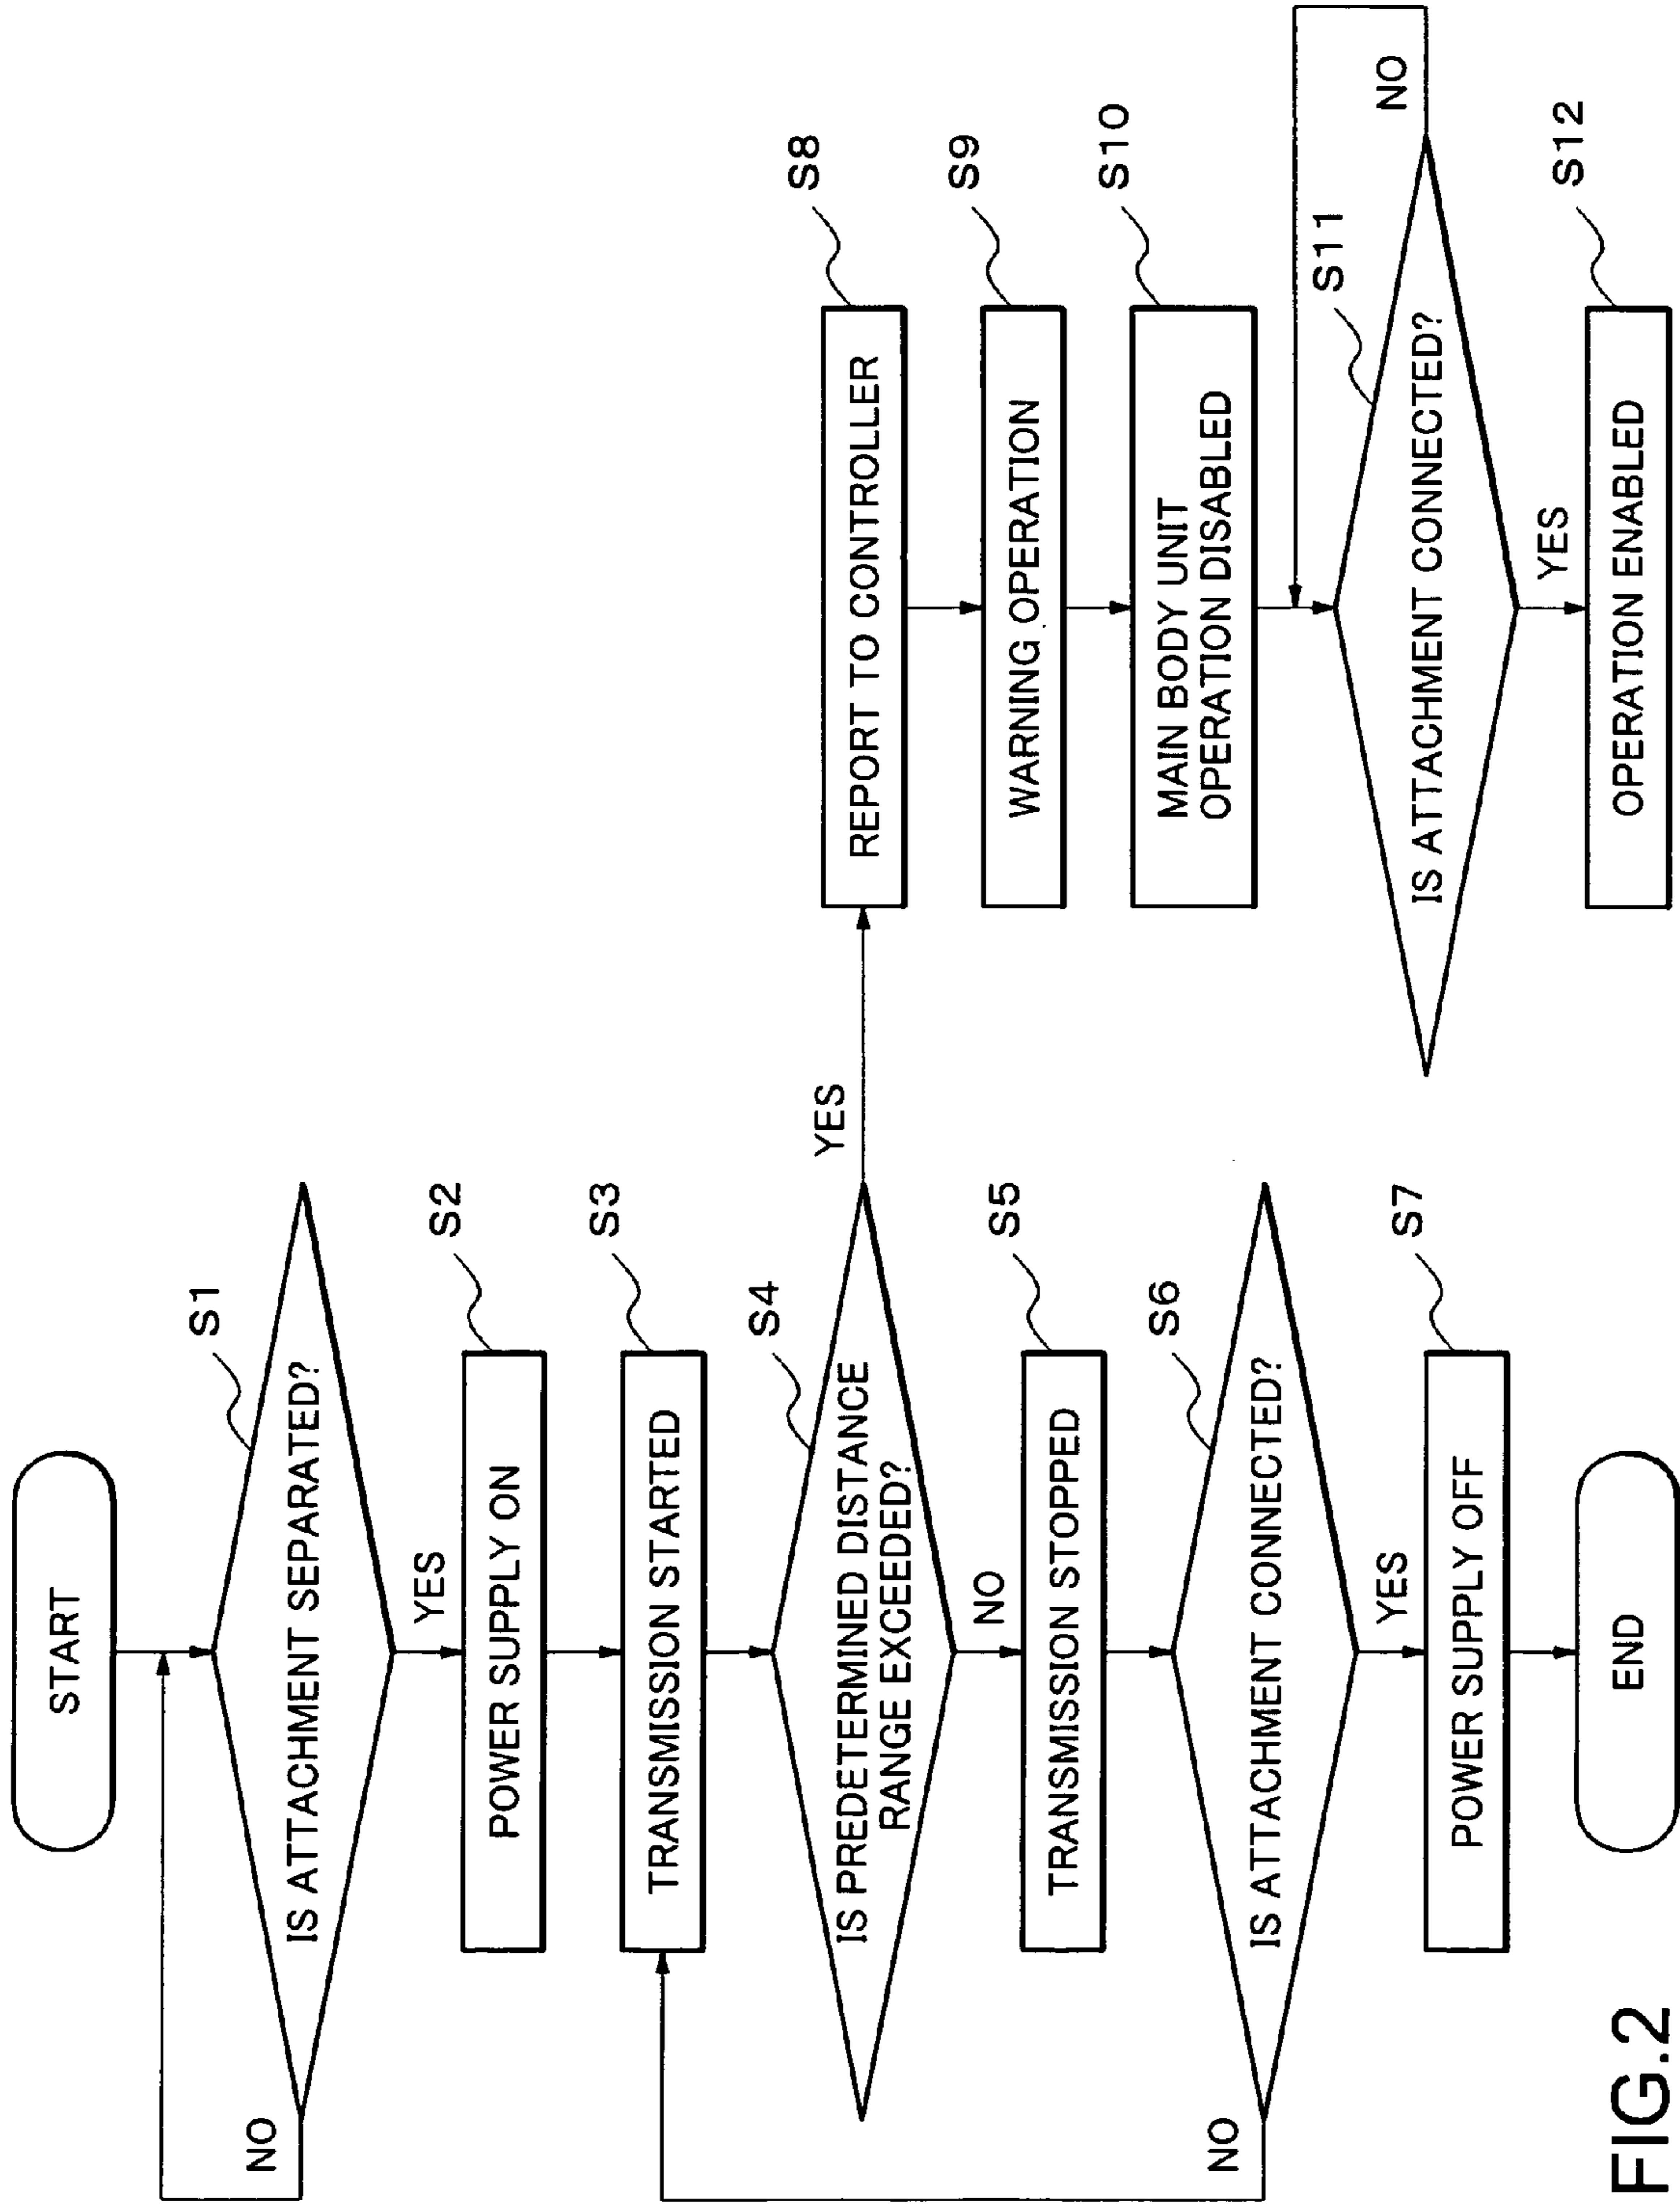 START
S1
IS ATTACHMENT SEPARATED?
NO
YES
S2
POWER SUPPLY ON
S3
TRANSMISSION STARTED
S4
IS PREDETERMINED DISTANCE
RANGE EXCEEDED?
YES
NO
S5
TRANSMISSION STOPPED
S6
IS ATTACHMENT CONNECTED?
NO
YES
S7
POWER SUPPLY OFF
END
S8
REPORT TO CONTROLLER
S9
WARNING OPERATION
S10
MAIN BODY UNIT
OPERATION DISABLED
S11
IS ATTACHMENT CONNECTED?
NO
YES
S12
OPERATION ENABLED
FIG.2